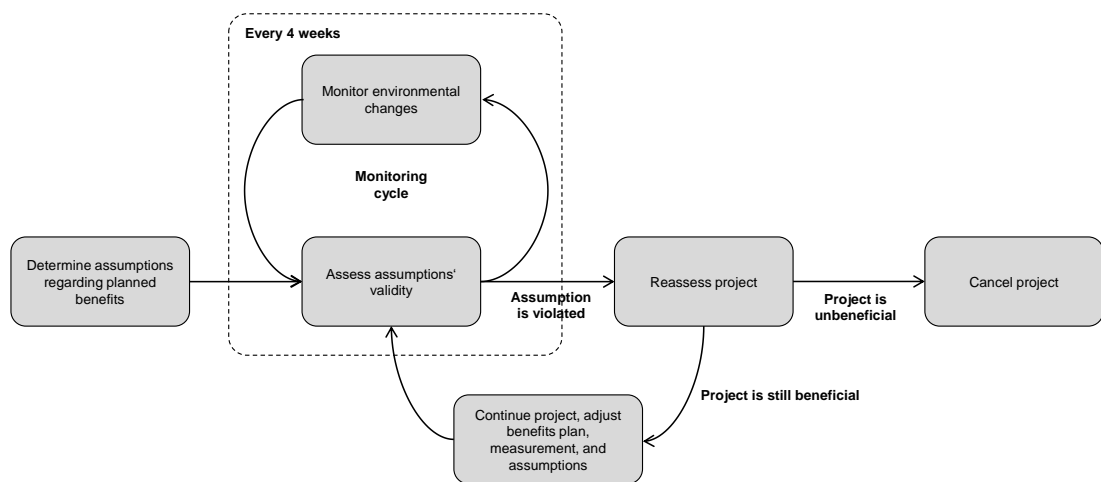 Every 4 weeks
Monitor environmental
changes
Monitoring
cycle
Determine assumptions
regarding planned
benefits
Assess assumptions‘
validity
Assumption
is violated
Reassess project
Project is
unbeneficial
Cancel project
Project is still beneficial
Continue project, adjust
benefits plan,
measurement, and
assumptions